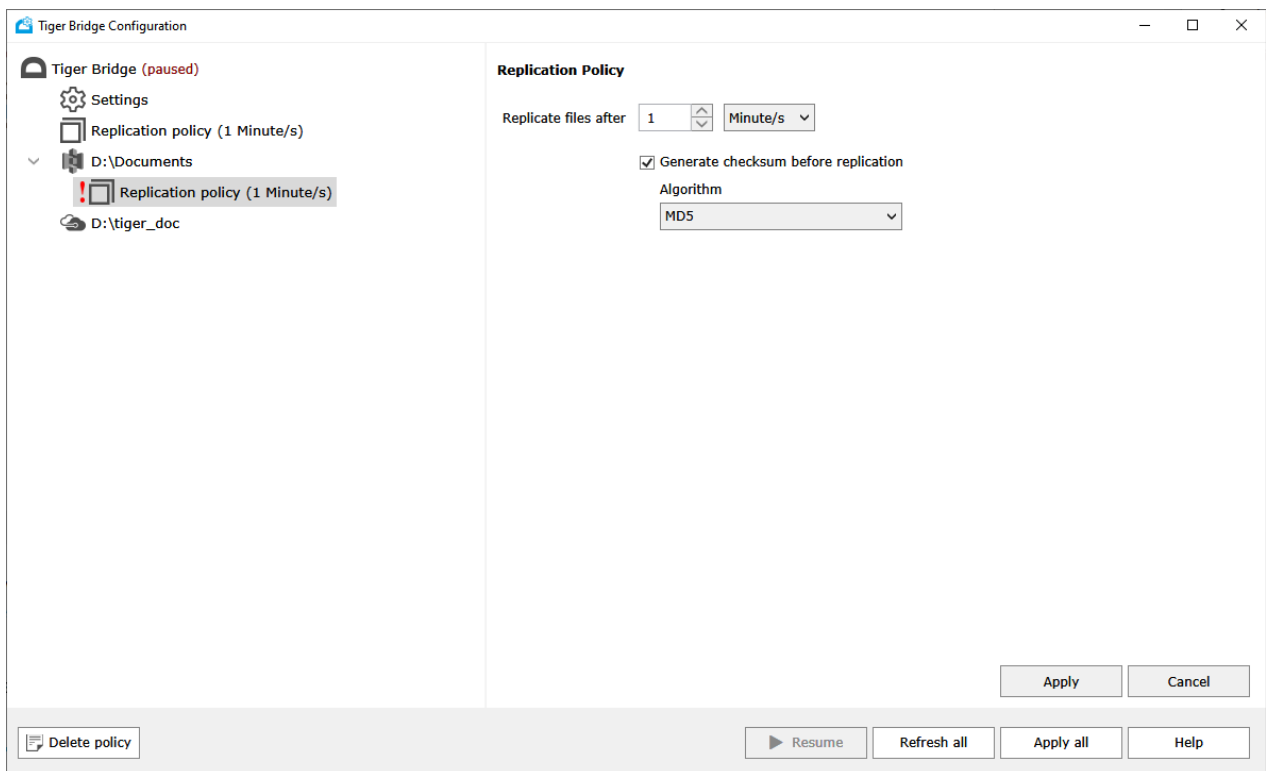 Tiger Bridge Configuration
Tiger Bridge (paused)
Settings
Replication policy (1 Minute/s)
D:\Documents
! Replication policy (1 Minute/s)
D:\tiger_doc
Replication Policy
Replicate files after 1 Minute/s
Generate checksum before replication
Algorithm
MD5
Apply Cancel
Delete policy Resume Refresh all Apply all Help